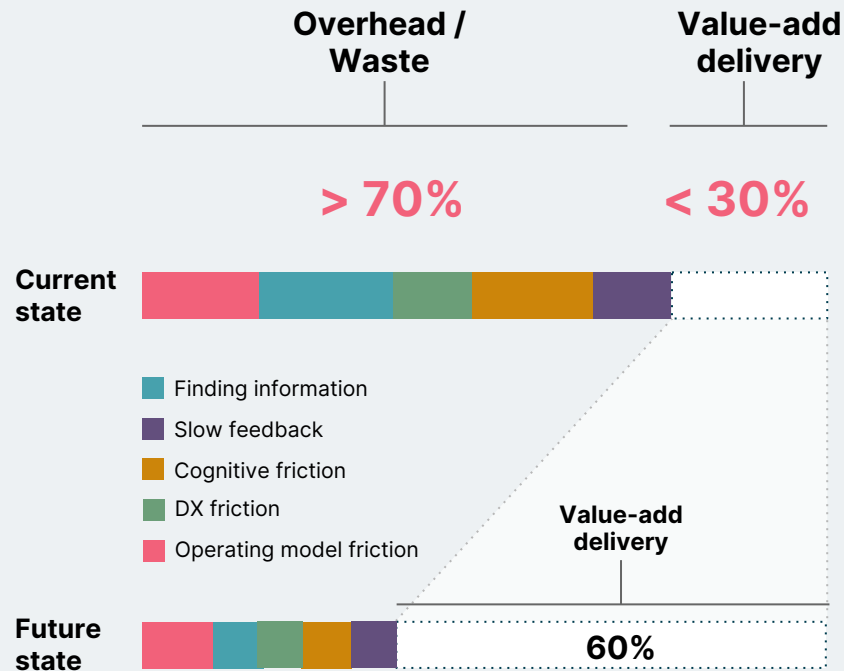 Overhead /
Waste
Value-add
delivery
> 70%
< 30%
Current
state
Finding information
Slow feedback
Cognitive friction
DX friction
Operating model friction
Value-add
delivery
Future
state
60%